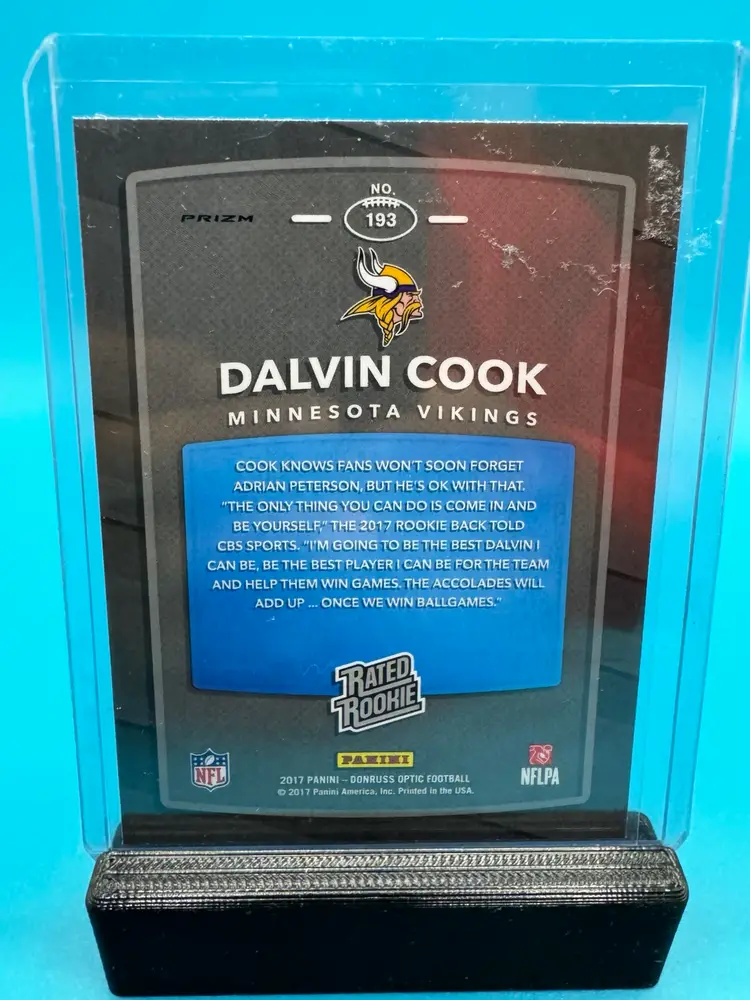 NO.
PRIZM
193
DALVIN COOK
MINNESOTA VIKINGS
COOK KNOWS FANS WON'T SOON FORGET
ADRIAN PETERSON, BUT HE'S OK WITH THAT.
"THE ONLY THING YOU CAN DO IS COME IN AND
BE YOURSELF," THE 2017 ROOKIE BACK TOLD
CBS SPORTS. "I'M GOING TO BE THE BEST DALVIN I
CAN BE, BE THE BEST PLAYER I CAN BE FOR THE TEAM
AND HELP THEM WIN GAMES. THE ACCOLADES WILL
ADD UP ... ONCE WE WIN BALLGAMES."
RATED
ROOKIE
NFL
PANINI
NFLPA
2017 PANINI – DONRUSS OPTIC FOOTBALL
© 2017 Panini America, Inc. Printed in the USA.